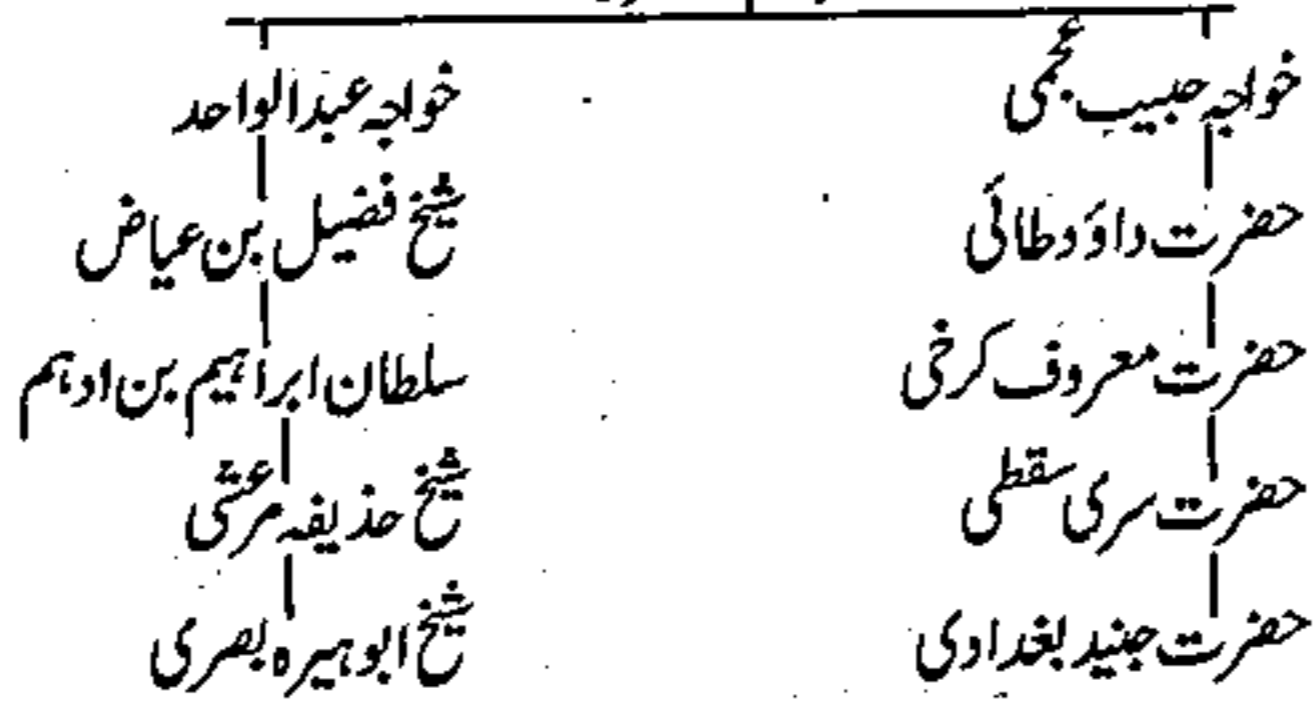 خواجہ حبیب عجمی
خواجہ عبدالواحد
حضرت داؤد طائی
شیخ فضیل بن عیاض
حضرت معروف کرخی
سلطان ابراہیم بن ادہم
حضرت سری سقطی
شیخ حذیفہ مرعشی
حضرت جنید بغدادی
شیخ ابو ہیرہ بصری